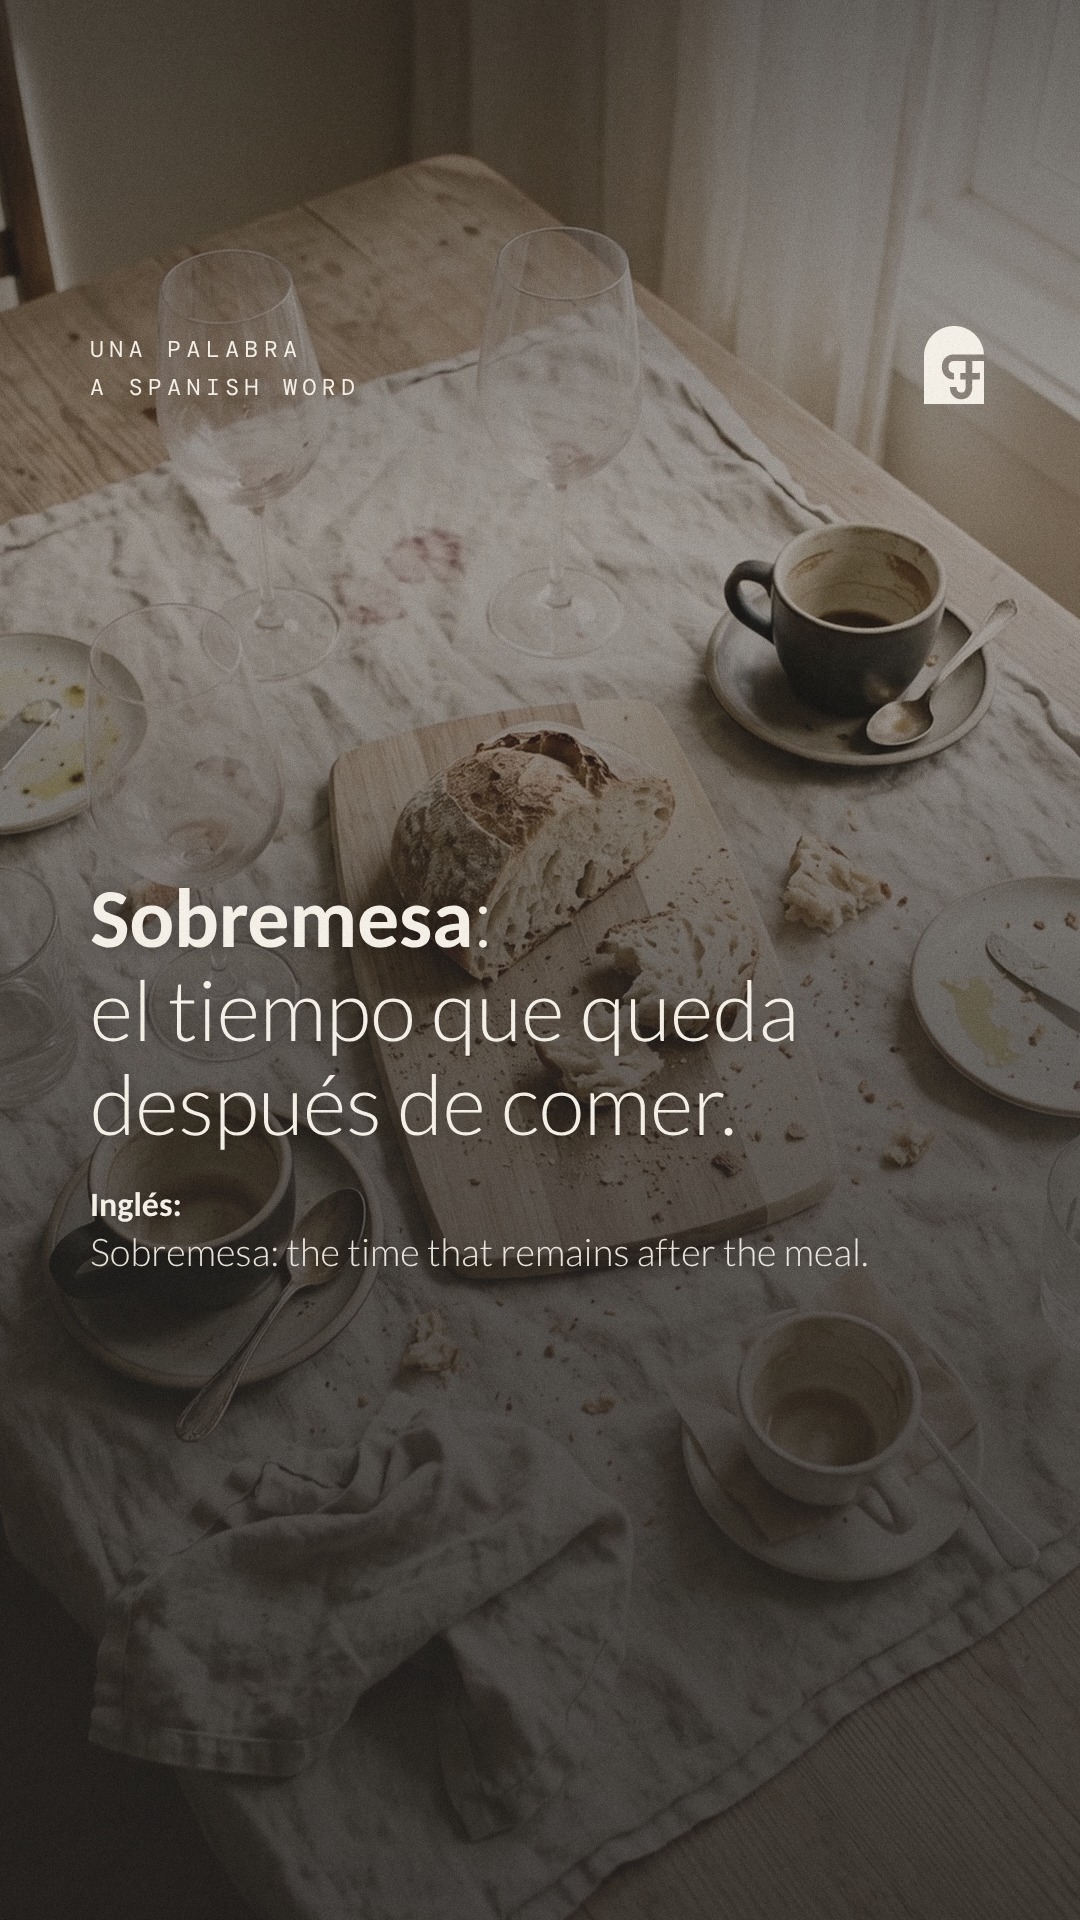 UNA PALABRA
A SPANISH WORD
Sobremesa:
el tiempo que queda
después de comer.
Inglés:
Sobremesa: the time that remains after the meal.